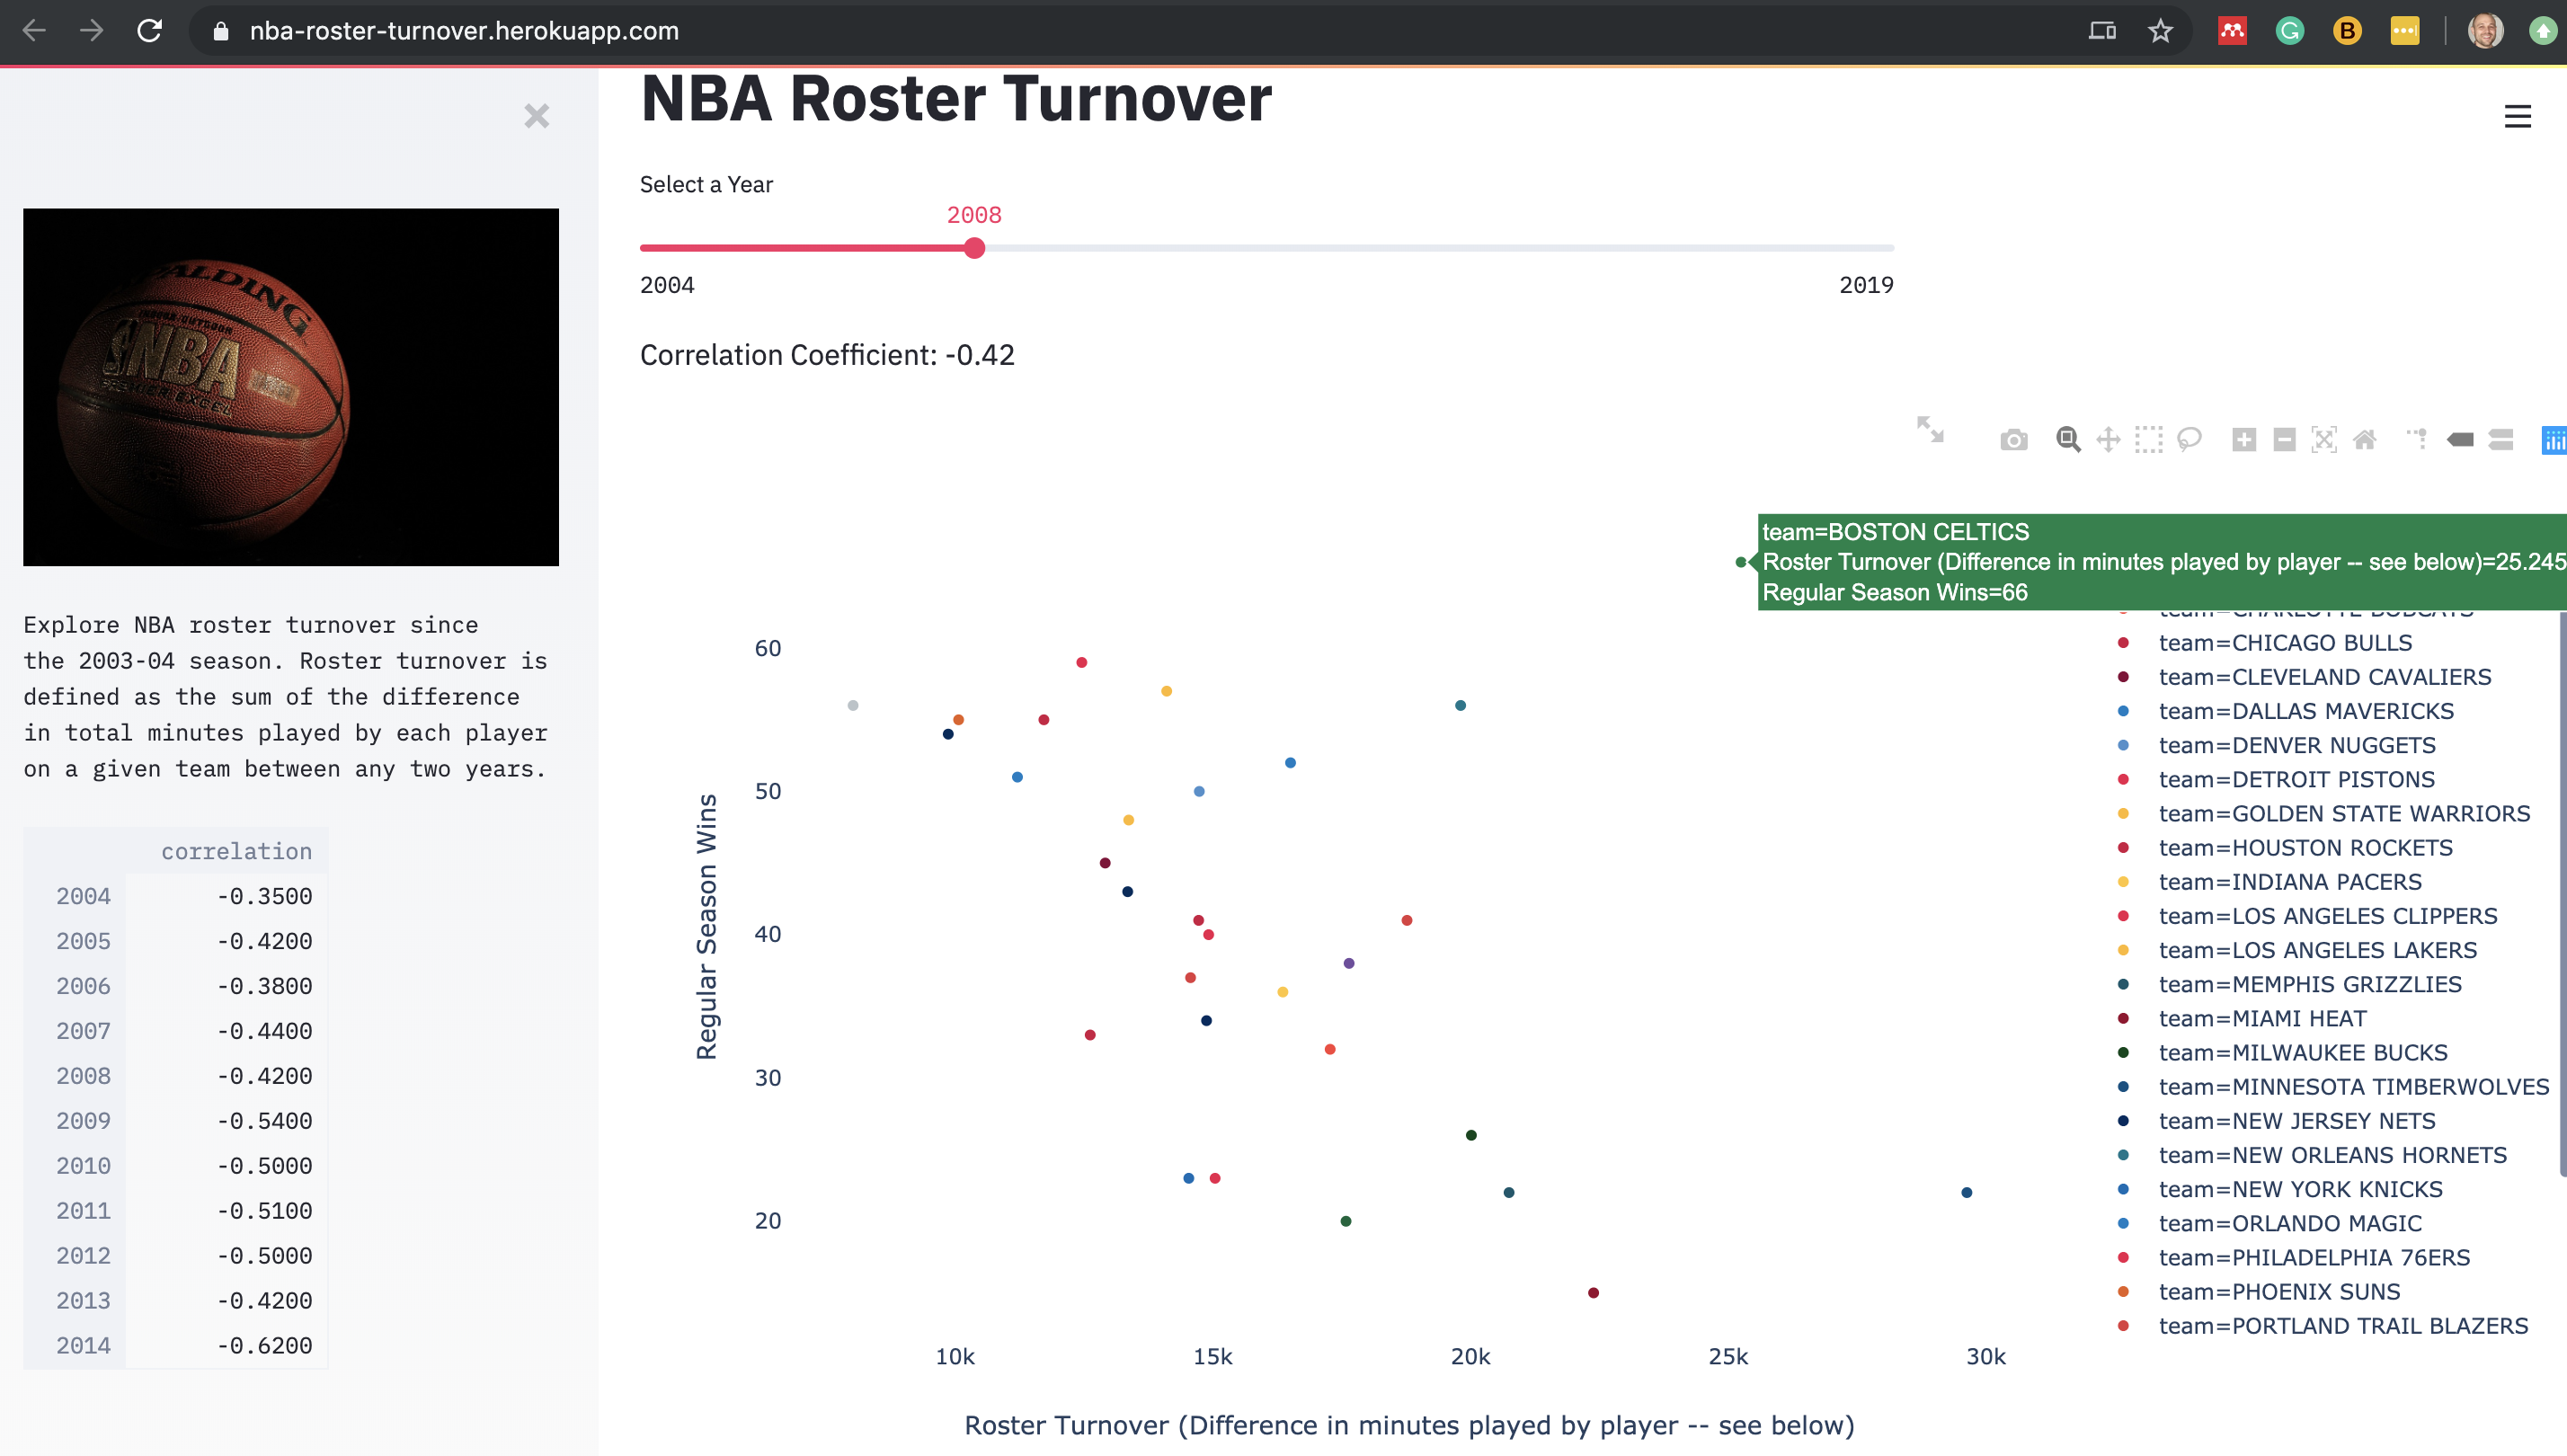 nba-roster-turnover.herokuapp.com
NBA Roster Turnover
Select a Year
2008
2004
2019
Correlation Coefficient: -0.42
SPALDING
INDOOR/OUTDOOR
NBA
Explore NBA roster turnover since
the 2003-04 season. Roster turnover is
defined as the sum of the difference
in total minutes played by each player
on a given team between any two years.
correlation
2004 -0.3500
2005 -0.4200
2006 -0.3800
2007 -0.4400
2008 -0.4200
2009 -0.5400
2010 -0.5000
2011 -0.5100
2012 -0.5000
2013 -0.4200
2014 -0.6200
team=BOSTON CELTICS
Roster Turnover (Difference in minutes played by player -- see below)=25.245
Regular Season Wins=66
Regular Season Wins
60
50
40
30
20
10k
15k
20k
25k
30k
Roster Turnover (Difference in minutes played by player -- see below)
team=CHARLOTTE BOBCATS
team=CHICAGO BULLS
team=CLEVELAND CAVALIERS
team=DALLAS MAVERICKS
team=DENVER NUGGETS
team=DETROIT PISTONS
team=GOLDEN STATE WARRIORS
team=HOUSTON ROCKETS
team=INDIANA PACERS
team=LOS ANGELES CLIPPERS
team=LOS ANGELES LAKERS
team=MEMPHIS GRIZZLIES
team=MIAMI HEAT
team=MILWAUKEE BUCKS
team=MINNESOTA TIMBERWOLVES
team=NEW JERSEY NETS
team=NEW ORLEANS HORNETS
team=NEW YORK KNICKS
team=ORLANDO MAGIC
team=PHILADELPHIA 76ERS
team=PHOENIX SUNS
team=PORTLAND TRAIL BLAZERS